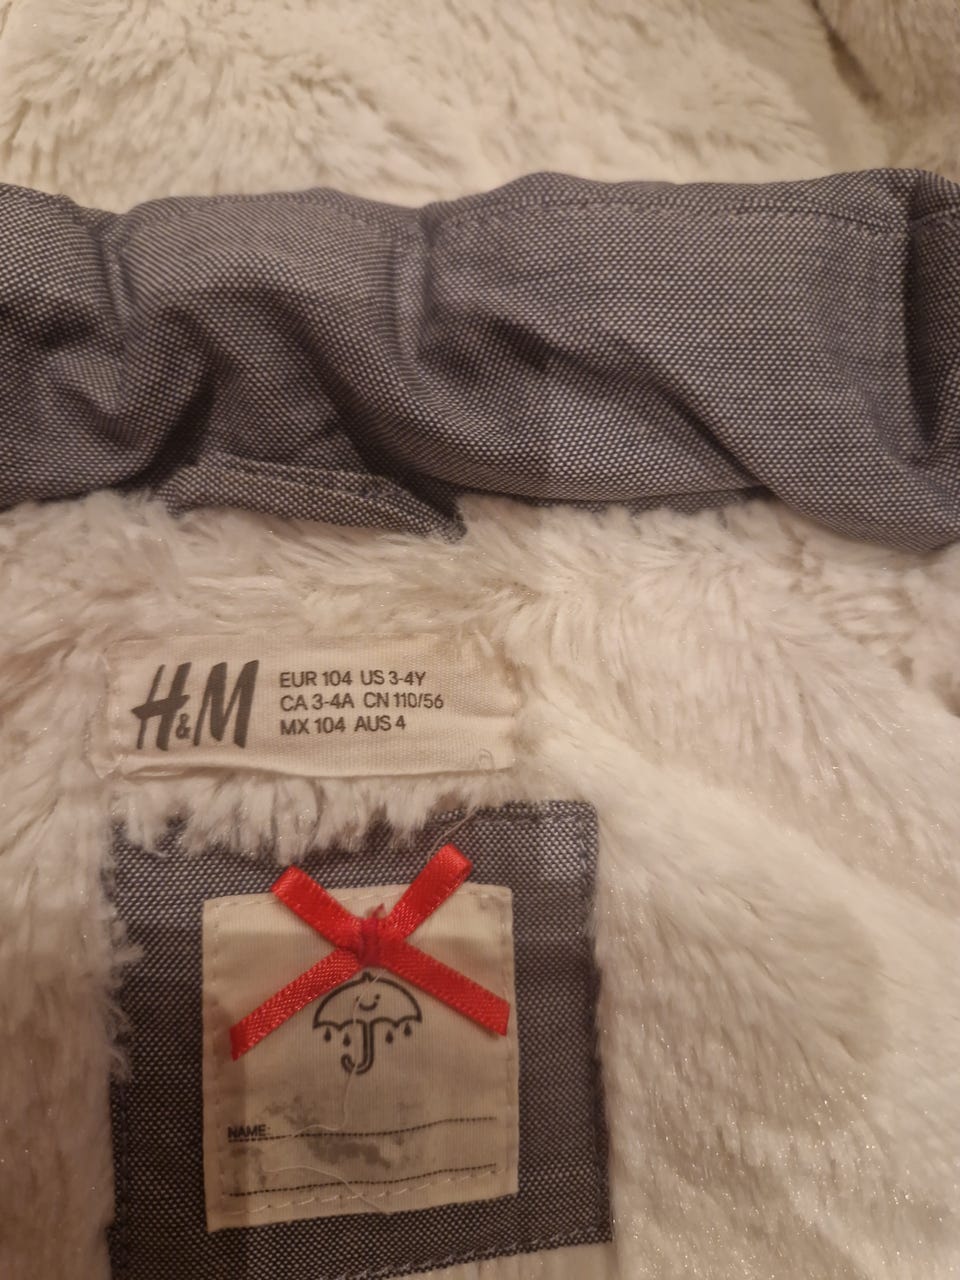 H&M
EUR 104 US 3-4Y
CA 3-4A CN 110/56
MX 104 AUS 4
NAME: